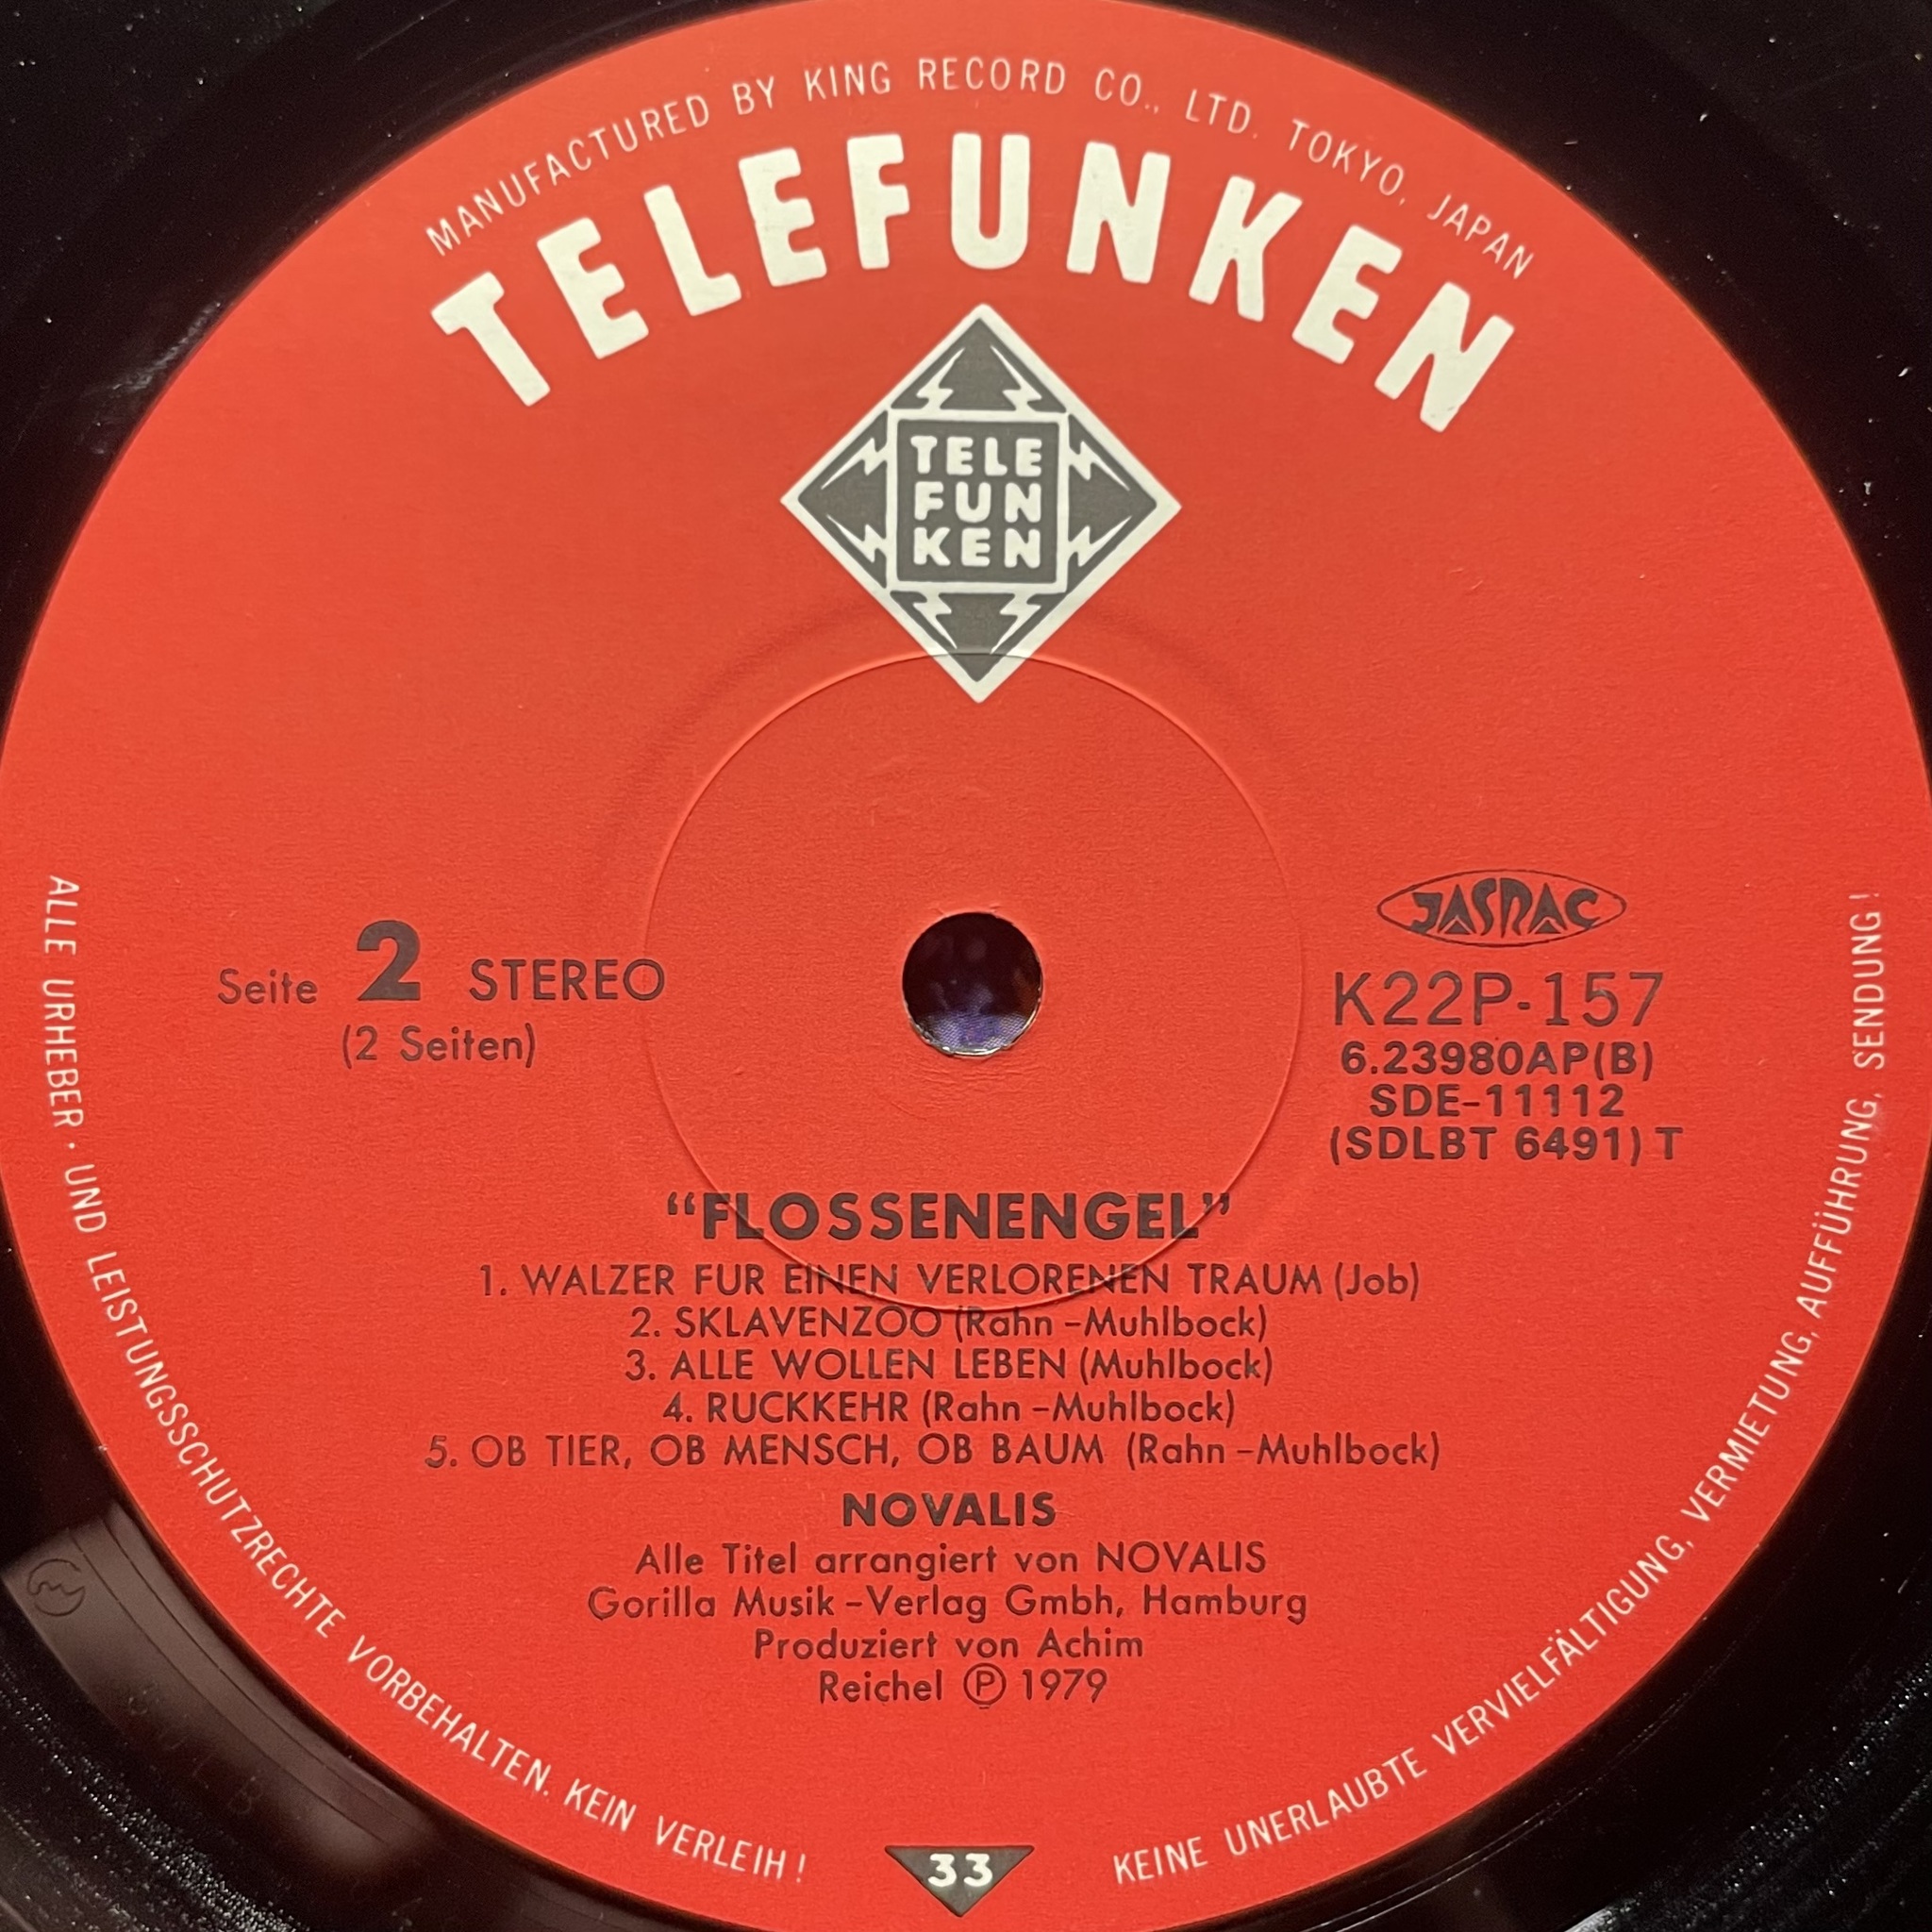 MANUFACTURED BY KING RECORD CO., LTD. TOKYO, JAPAN
TELEFUNKEN
TELE
FUN
KEN
Seite 2 STEREO
(2 Seiten)
JASRAC
K22P-157
6.23980AP(B)
SDE-11112
(SDLBT 6491) T
“FLOSSENENGEL”
1. WALZER FUR EINEN VERLORENEN TRAUM (Job)
2. SKLAVENZOO (Rahn -Muhlbock)
3. ALLE WOLLEN LEBEN (Muhlbock)
4. RUCKKEHR (Rahn -Muhlbock)
5. OB TIER, OB MENSCH, OB BAUM (Rahn -Muhlbock)
NOVALIS
Alle Titel arrangiert von NOVALIS
Gorilla Musik -Verlag Gmbh, Hamburg
Produziert von Achim
Reichel Ⓟ 1979
ALLE URHEBER · UND LEISTUNGSSCHUTZRECHTE VORBEHALTEN. KEIN VERLEIH !
33
KEINE UNERLAUBTE VERVIELFÄLTIGUNG, VERMIETUNG, AUFFÜHRUNG, SENDUNG !